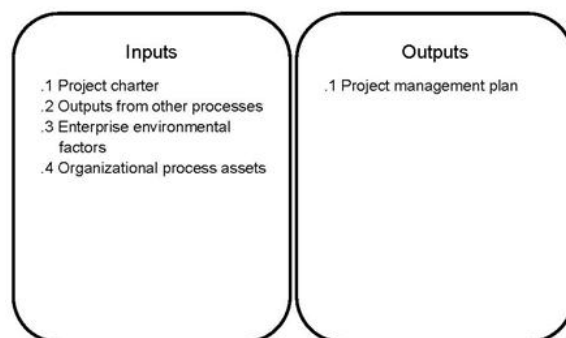 Inputs
.1 Project charter
.2 Outputs from other processes
.3 Enterprise environmental
factors
.4 Organizational process assets
Outputs
.1 Project management plan